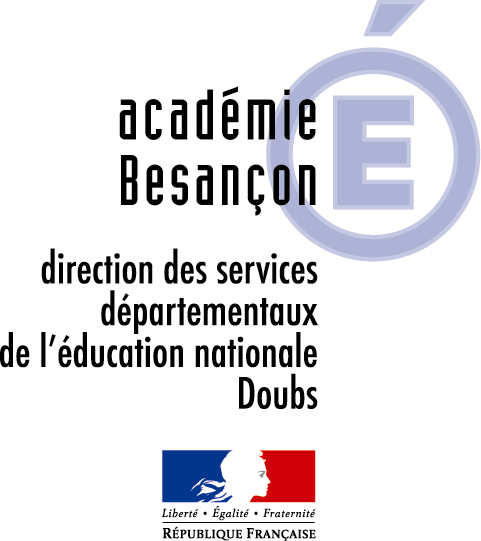 É
académie
Besançon
direction des services
départementaux
de l'éducation nationale
Doubs
Liberté • Égalité • Fraternité
RÉPUBLIQUE FRANÇAISE